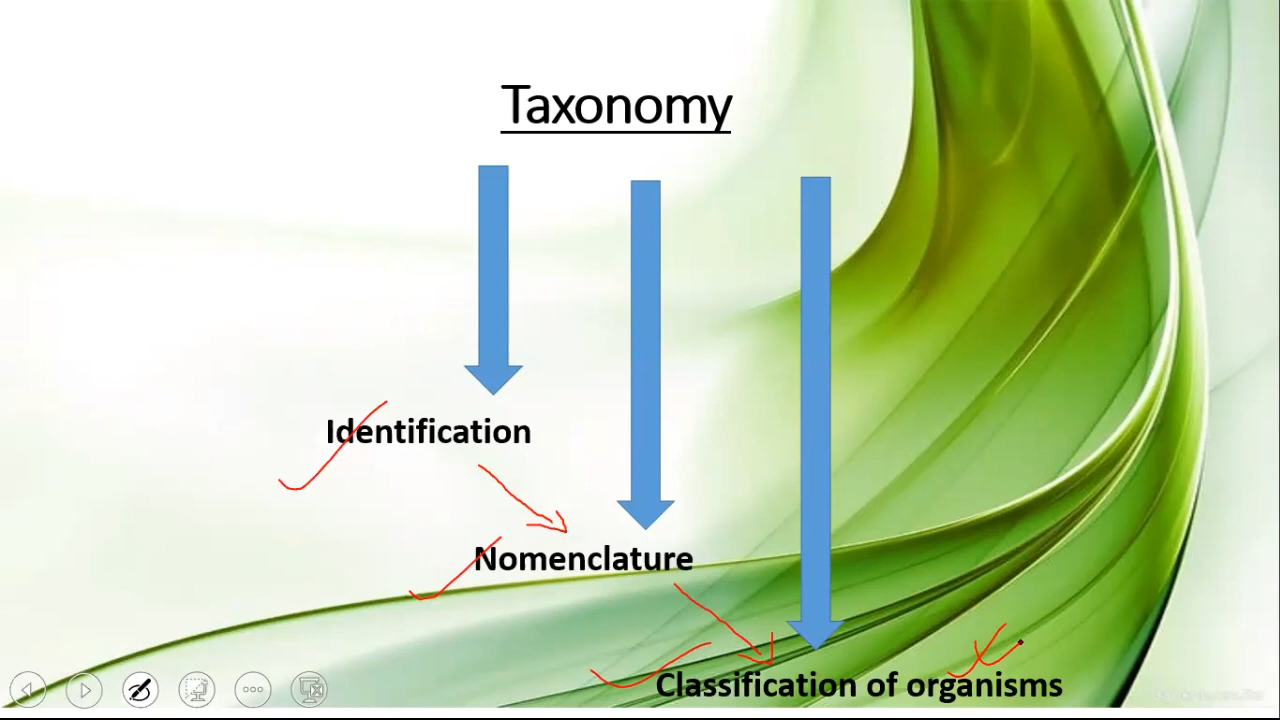 Taxonomy
Identification
Nomenclature
Classification of organisms